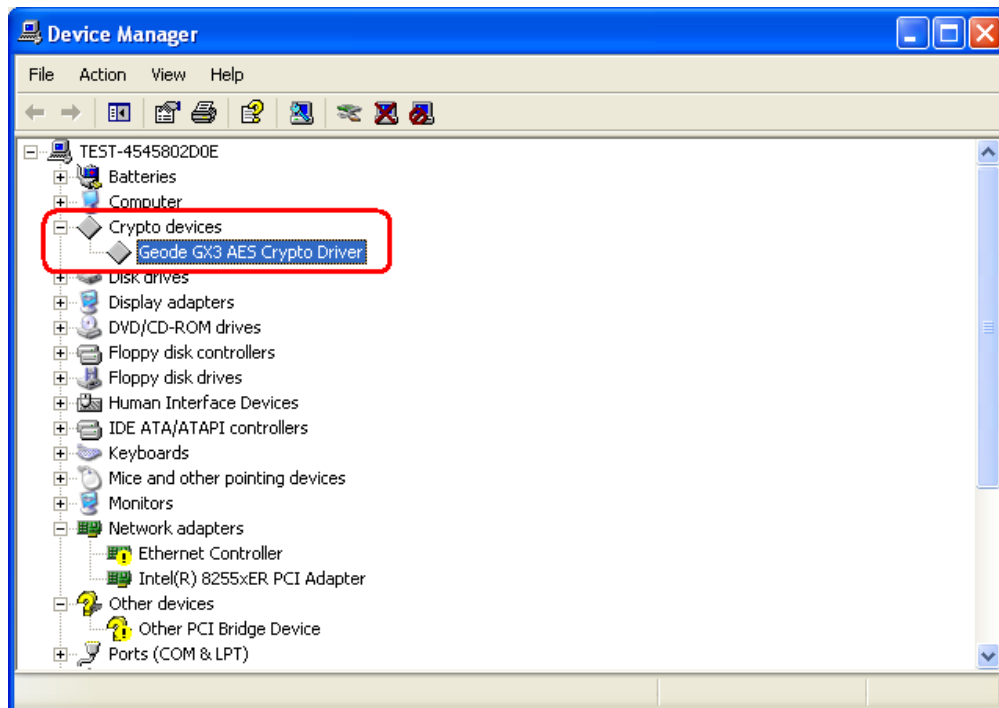 Device Manager
File Action View Help
TEST-4545802D0E
Batteries
Computer
Crypto devices
Geode GX3 AES Crypto Driver
Disk drives
Display adapters
DVD/CD-ROM drives
Floppy disk controllers
Floppy disk drives
Human Interface Devices
IDE ATA/ATAPI controllers
Keyboards
Mice and other pointing devices
Monitors
Network adapters
Ethernet Controller
Intel(R) 8255xER PCI Adapter
Other devices
Other PCI Bridge Device
Ports (COM & LPT)